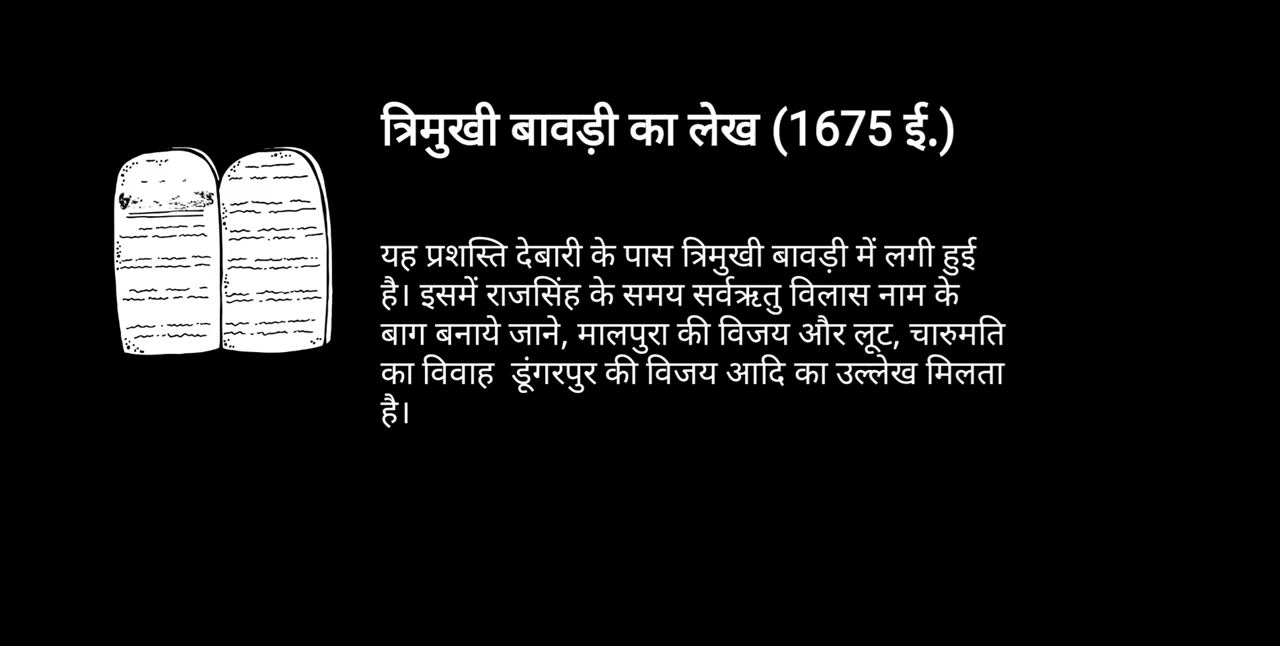 त्रिमुखी बावड़ी का लेख (1675 ई.)
यह प्रशस्ति देबारी के पास त्रिमुखी बावड़ी में लगी हुई
है। इसमें राजसिंह के समय सर्वऋतु विलास नाम के
बाग बनाये जाने, मालपुरा की विजय और लूट, चारुमति
का विवाह  डूंगरपुर की विजय आदि का उल्लेख मिलता
है।